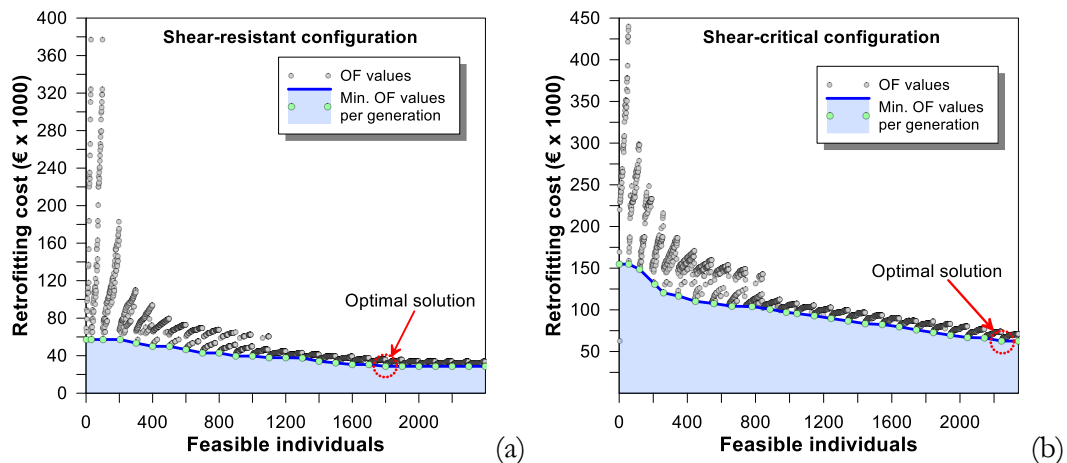 Shear-resistant configuration
OF values
Min. OF values
per generation
Optimal solution
Retrofitting cost (€ x 1000)
400
360
320
280
240
200
160
120
80
40
0
0 400 800 1200 1600 2000
Feasible individuals
(a)
Shear-critical configuration
OF values
Min. OF values
per generation
Optimal solution
Retrofitting cost (€ x 1000)
450
400
350
300
250
200
150
100
50
0 400 800 1200 1600 2000
Feasible individuals
(b)